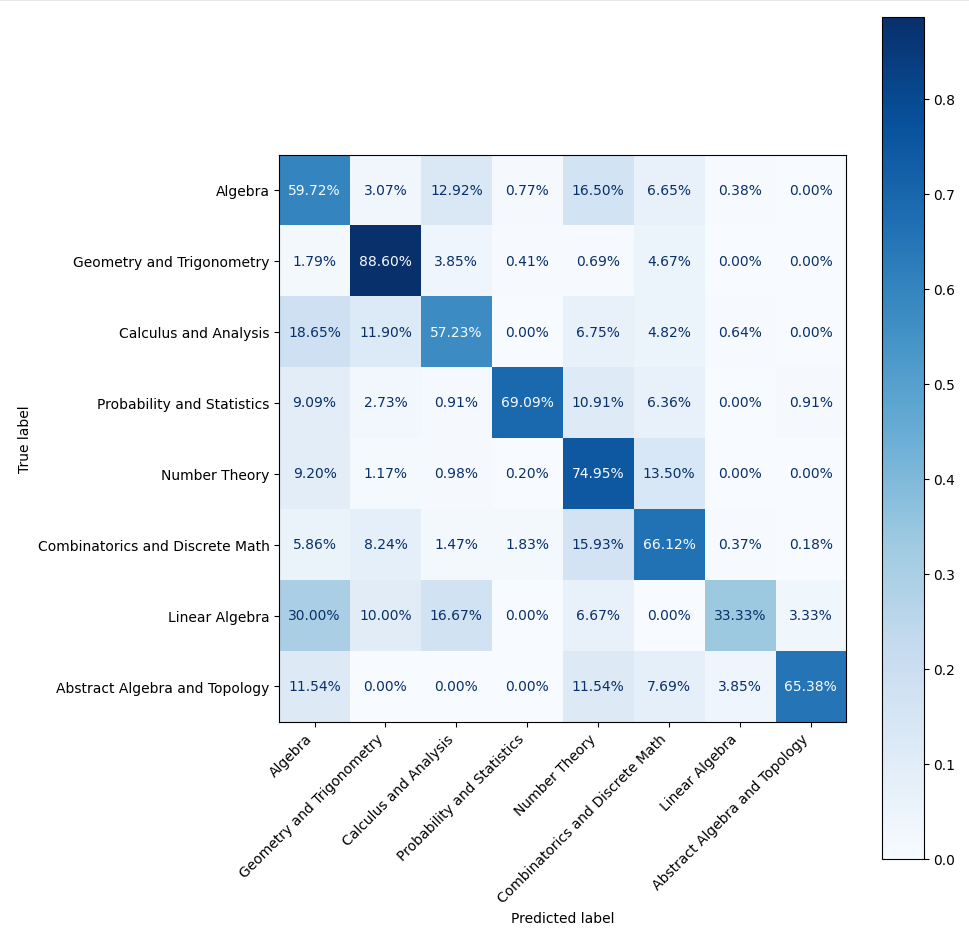 0.8
0.7
0.6
0.5
0.4
0.3
0.2
0.1
0.0
True label
Algebra 59.72% 3.07% 12.92% 0.77% 16.50% 6.65% 0.38% 0.00%
Geometry and Trigonometry 1.79% 88.60% 3.85% 0.41% 0.69% 4.67% 0.00% 0.00%
Calculus and Analysis 18.65% 11.90% 57.23% 0.00% 6.75% 4.82% 0.64% 0.00%
Probability and Statistics 9.09% 2.73% 0.91% 69.09% 10.91% 6.36% 0.00% 0.91%
Number Theory 9.20% 1.17% 0.98% 0.20% 74.95% 13.50% 0.00% 0.00%
Combinatorics and Discrete Math 5.86% 8.24% 1.47% 1.83% 15.93% 66.12% 0.37% 0.18%
Linear Algebra 30.00% 10.00% 16.67% 0.00% 6.67% 0.00% 33.33% 3.33%
Abstract Algebra and Topology 11.54% 0.00% 0.00% 0.00% 11.54% 7.69% 3.85% 65.38%
Algebra
Geometry and Trigonometry
Calculus and Analysis
Probability and Statistics
Number Theory
Combinatorics and Discrete Math
Linear Algebra
Abstract Algebra and Topology
Predicted label